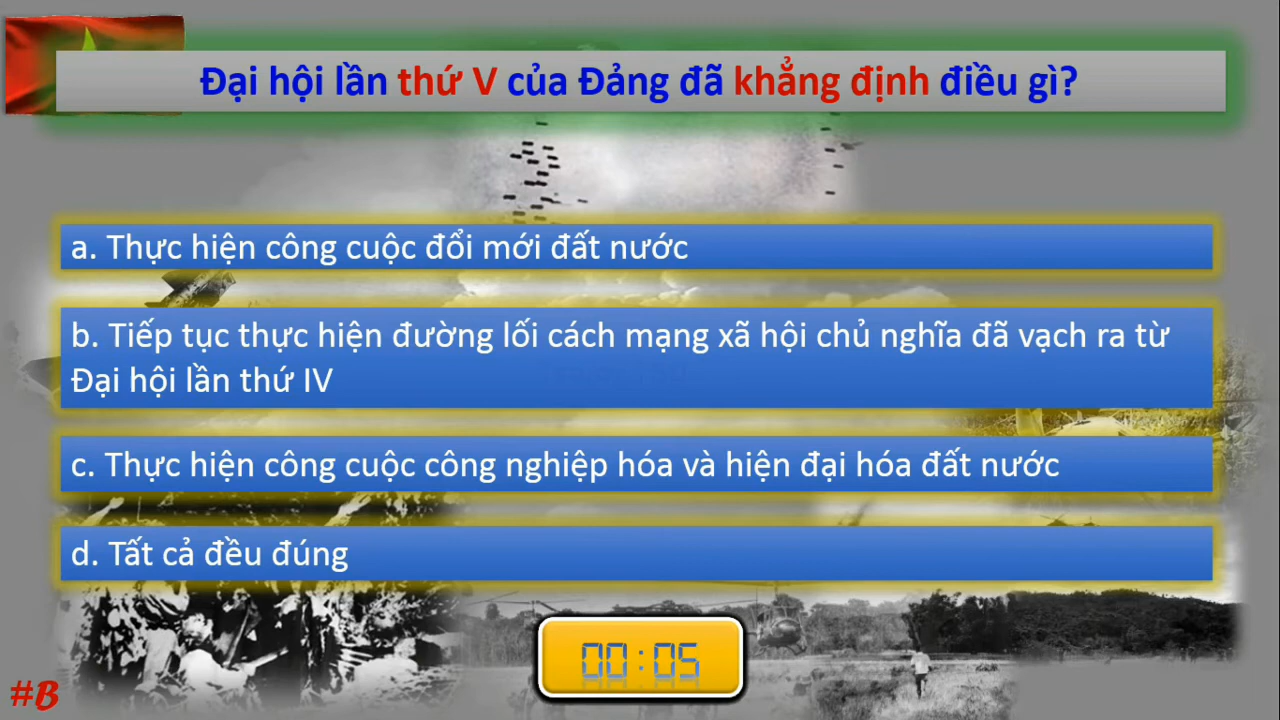 Đại hội lần thứ V của Đảng đã khẳng định điều gì?
a. Thực hiện công cuộc đổi mới đất nước
b. Tiếp tục thực hiện đường lối cách mạng xã hội chủ nghĩa đã vạch ra từ
Đại hội lần thứ IV
c. Thực hiện công cuộc công nghiệp hóa và hiện đại hóa đất nước
d. Tất cả đều đúng
00:05
#B